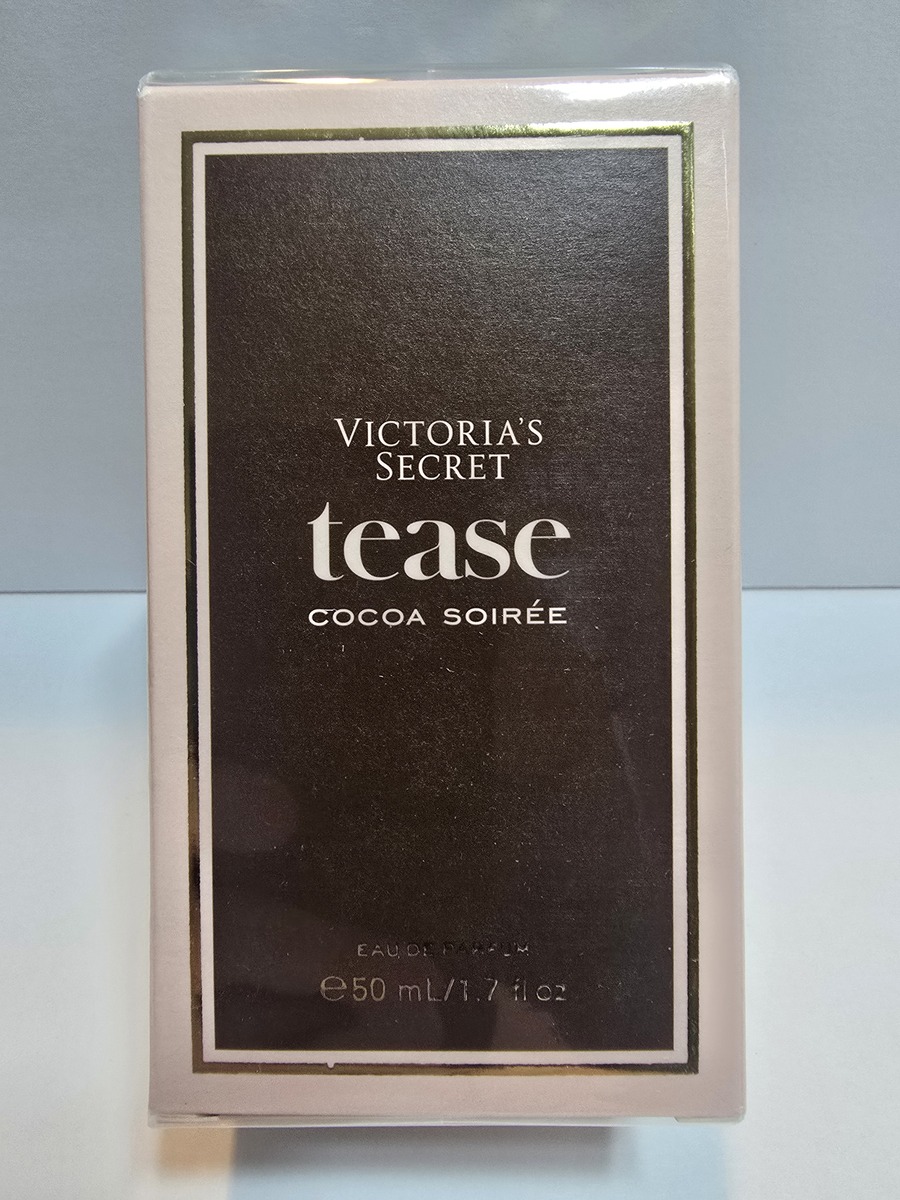 VICTORIA'S
SECRET
tease
COCOA SOIRÉE
EAU DE PARFUM
℮50 mL/1.7 fl oz